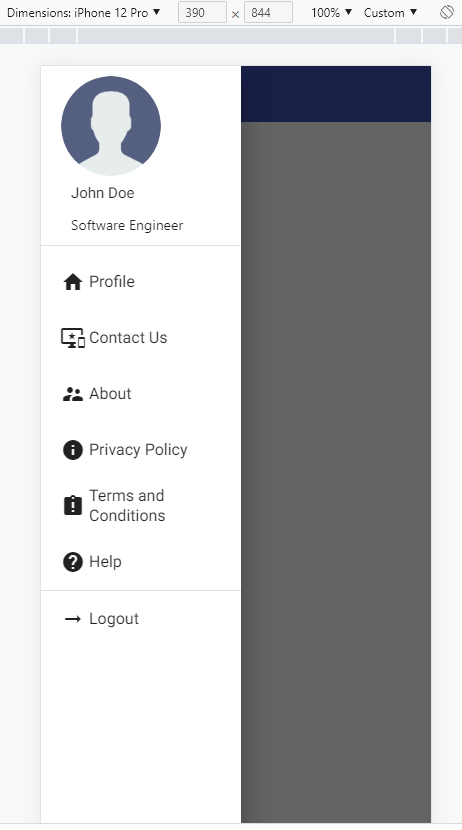 Dimensions: iPhone 12 Pro ▼ 390 × 844 100% ▼ Custom ▼
John Doe
Software Engineer
Profile
Contact Us
About
Privacy Policy
Terms and
Conditions
Help
Logout